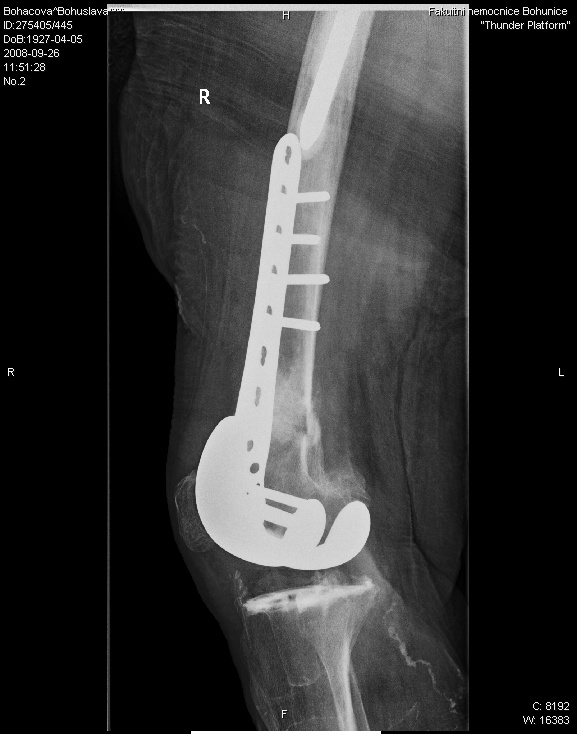 Bohacova^Bohuslava^^^
Fakultni nemocnice Bohunice
ID:275405/445
"Thunder Platform"
DoB:1927-04-05
2008-09-26
11:51:28
No.2
H
R
R
L
F
C: 8192
W: 16383